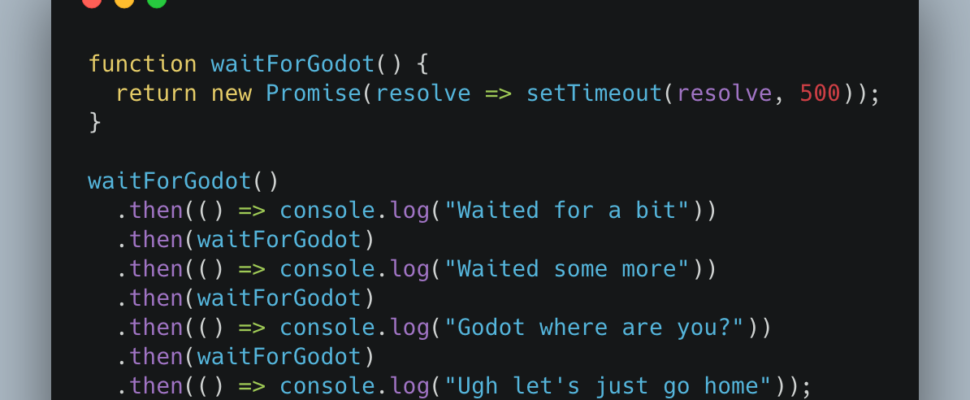 function waitForGodot() {
  return new Promise(resolve => setTimeout(resolve, 500));
}

waitForGodot()
  .then(() => console.log("Waited for a bit"))
  .then(waitForGodot)
  .then(() => console.log("Waited some more"))
  .then(waitForGodot)
  .then(() => console.log("Godot where are you?"))
  .then(waitForGodot)
  .then(() => console.log("Ugh let's just go home"));